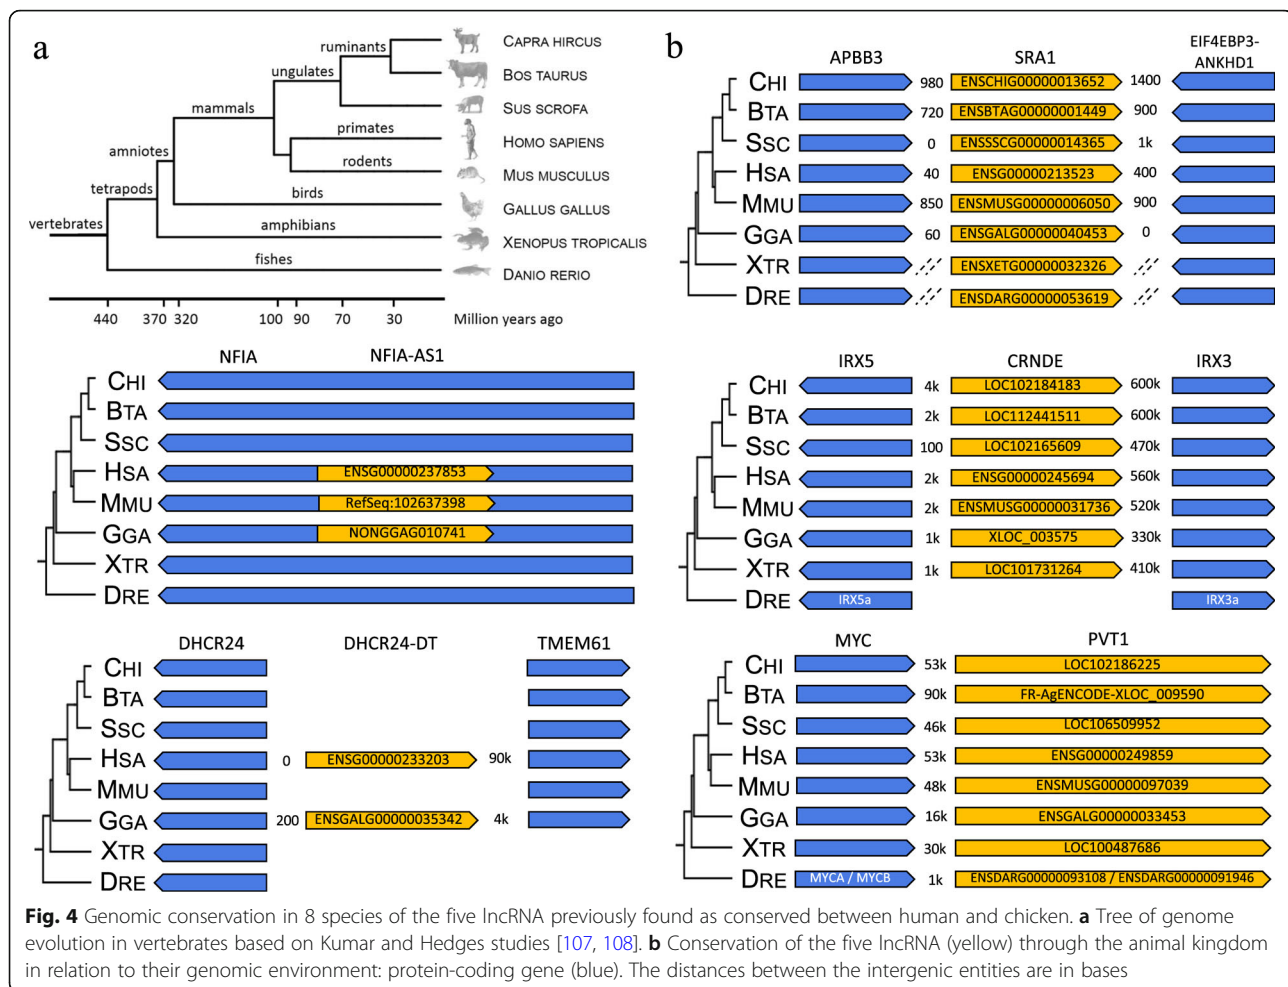 a
ruminants
CAPRA HIRCUS
ungulates
BOS TAURUS
mammals
SUS SCROFA
primates
HOMO SAPIENS
amniotes
rodents
MUS MUSCULUS
tetrapods
birds
GALLUS GALLUS
vertebrates
amphibians
XENOPUS TROPICALIS
fishes
DANIO RERIO
440 370 320 100 90 70 30 Million years ago
b
APBB3 SRA1 EIF4EBP3-
ANKHD1
CHI 980 ENSCHIG00000013652 1400
BTA 720 ENSBTAG00000001449 900
SSC 0 ENSSSCG00000014365 1k
HSA 40 ENSG00000213523 400
MMU 850 ENSMUSG00000006050 900
GGA 60 ENSGALG00000040453 0
XTR ENSXETG00000032326
DRE ENSDARG00000053619
NFIA NFIA-AS1
CHI
BTA
SSC
HSA ENSG00000237853
MMU RefSeq:102637398
GGA NONGGAG010741
XTR
DRE
IRX5 CRNDE IRX3
CHI 4k LOC102184183 600k
BTA 2k LOC112441511 600k
SSC 100 LOC102165609 470k
HSA 2k ENSG00000245694 560k
MMU 2k ENSMUSG00000031736 520k
GGA 1k XLOC_003575 330k
XTR 1k LOC101731264 410k
DRE IRX5a IRX3a
DHCR24 DHCR24-DT TMEM61
CHI
BTA
SSC
HSA 0 ENSG00000233203 90k
MMU
GGA 200 ENSGALG00000035342 4k
XTR
DRE
MYC PVT1
CHI 53k LOC102186225
BTA 90k FR-AgENCODE-XLOC_009590
SSC 46k LOC106509952
HSA 53k ENSG00000249859
MMU 48k ENSMUSG00000097039
GGA 16k ENSGALG00000033453
XTR 30k LOC100487686
DRE MYCA / MYCB 1k ENSDARG00000093108 / ENSDARG00000091946
Fig. 4 Genomic conservation in 8 species of the five lncRNA previously found as conserved between human and chicken. a Tree of genome
evolution in vertebrates based on Kumar and Hedges studies [107, 108]. b Conservation of the five lncRNA (yellow) through the animal kingdom
in relation to their genomic environment: protein-coding gene (blue). The distances between the intergenic entities are in bases